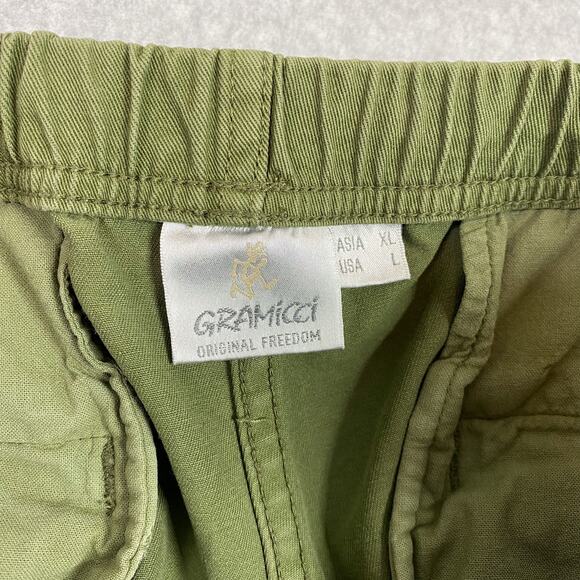 GRAMiCCi
ORIGINAL FREEDOM
ASIA XL
USA L